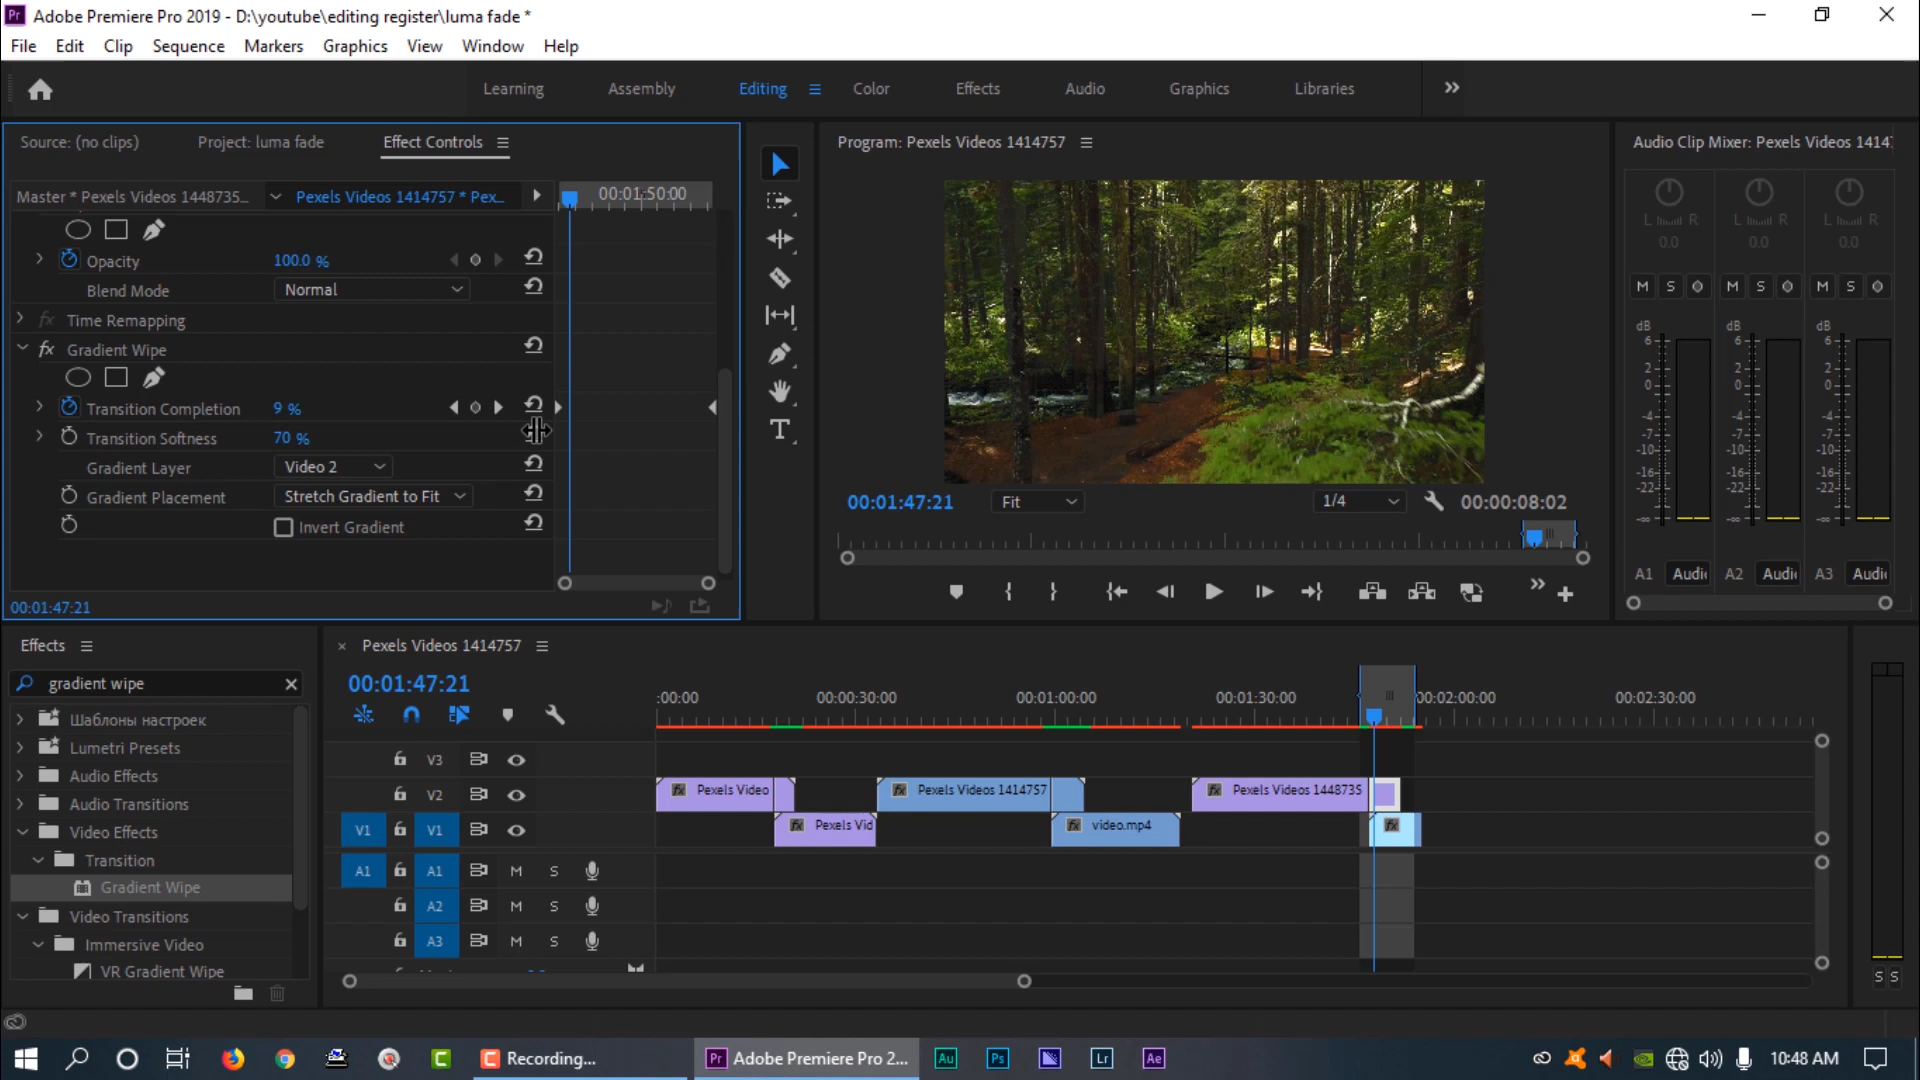 Pr Adobe Premiere Pro 2019 - D:\youtube\editing register\luma fade *
File Edit Clip Sequence Markers Graphics View Window Help
Learning Assembly Editing Color Effects Audio Graphics Libraries
Source: (no clips) Project: luma fade Effect Controls
Program: Pexels Videos 1414757
Audio Clip Mixer: Pexels Videos 1414
Master * Pexels Videos 1448735... Pexels Videos 1414757 * Pex... 00:01:50:00
Opacity 100.0 %
Blend Mode Normal
fx Time Remapping
fx Gradient Wipe
Transition Completion 9 %
Transition Softness 70 %
Gradient Layer Video 2
Gradient Placement Stretch Gradient to Fit
Invert Gradient
00:01:47:21
00:01:47:21 Fit 1/4 00:00:08:02
L R L R L R
0.0 0.0 0.0
M S M S M S
dB dB dB
6 6 6
2 2 2
0 0 0
-4 -4 -4
-7 -7 -7
-10 -10 -10
-16 -16 -16
-22 -22 -22
-∞ -∞ -∞
A1 Audi A2 Audi A3 Audi
Effects
gradient wipe
Шаблоны настроек
Lumetri Presets
Audio Effects
Audio Transitions
Video Effects
Transition
Gradient Wipe
Video Transitions
Immersive Video
VR Gradient Wipe
× Pexels Videos 1414757
00:01:47:21
:00:00 00:00:30:00 00:01:00:00 00:01:30:00 00:02:00:00 00:02:30:00
V3
V2 fx Pexels Video fx Pexels Videos 1414757 fx Pexels Videos 1448735
V1 V1 fx Pexels Vid fx video.mp4 fx
A1 A1 M S
A2 M S
A3 M S
S S
Recording... Pr Adobe Premiere Pro 2... Au Ps Lr Ae 10:48 AM